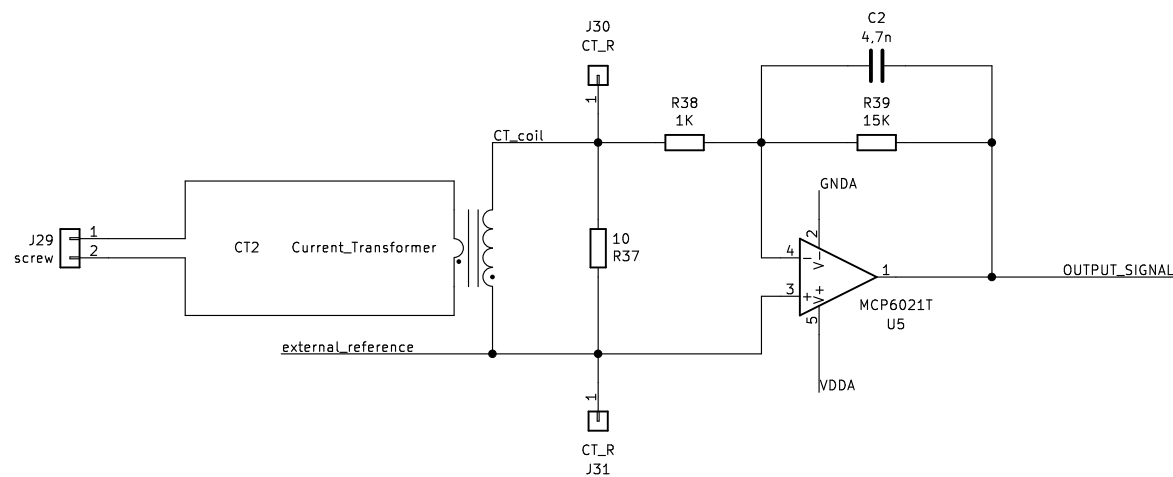 J30
CT_R
1
C2
4,7n
R38
1K
R39
15K
CT_coil
GNDA
J29
screw
1
2
CT2
Current_Transformer
10
R37
2
4
V-
1
OUTPUT_SIGNAL
3
V+
5
MCP6021T
U5
external_reference
VDDA
1
CT_R
J31